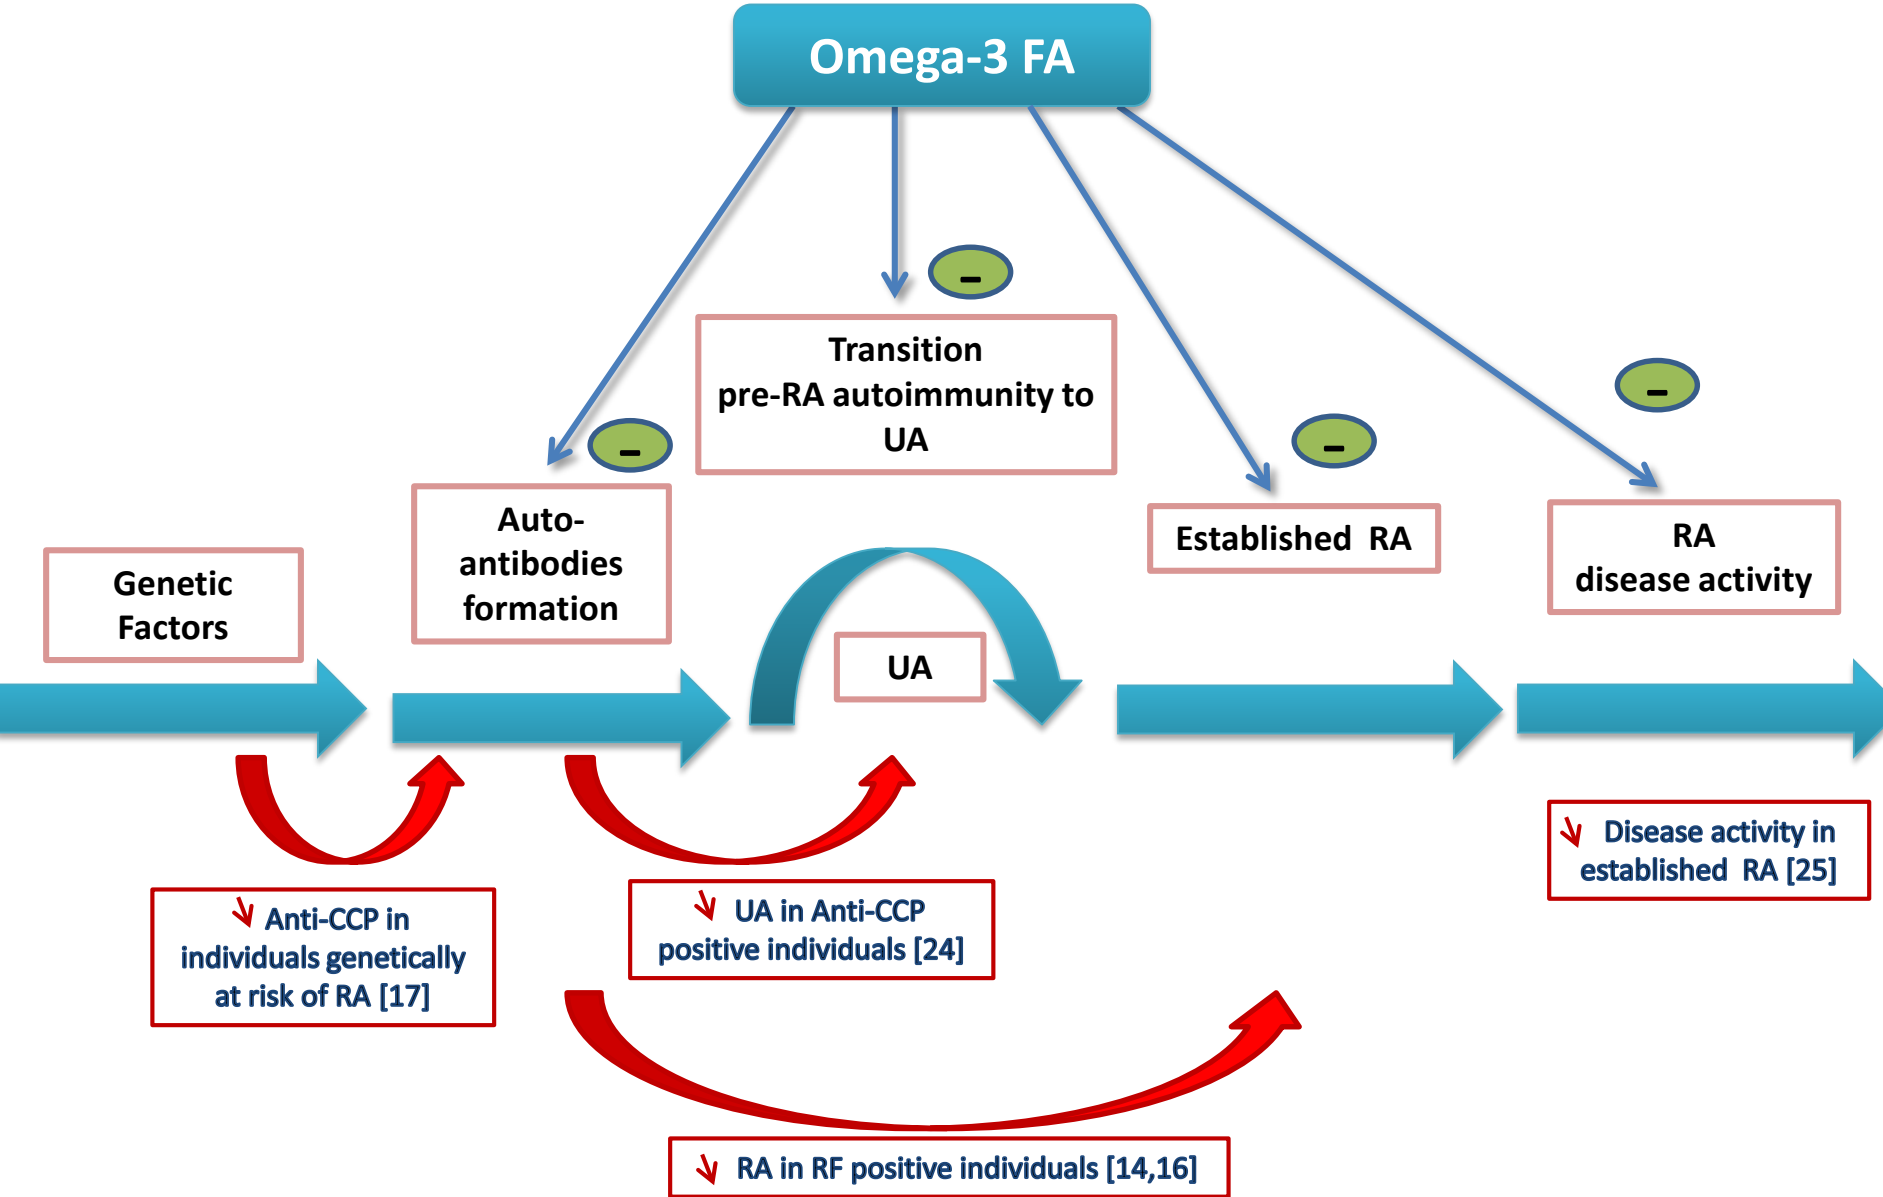 Omega-3 FA
-
Transition
pre-RA autoimmunity to
UA
-
-
-
Auto-
antibodies
formation
Established RA
RA
disease activity
Genetic
Factors
UA
Anti-CCP in
individuals genetically
at risk of RA [17]
UA in Anti-CCP
positive individuals [24]
Disease activity in
established RA [25]
RA in RF positive individuals [14,16]